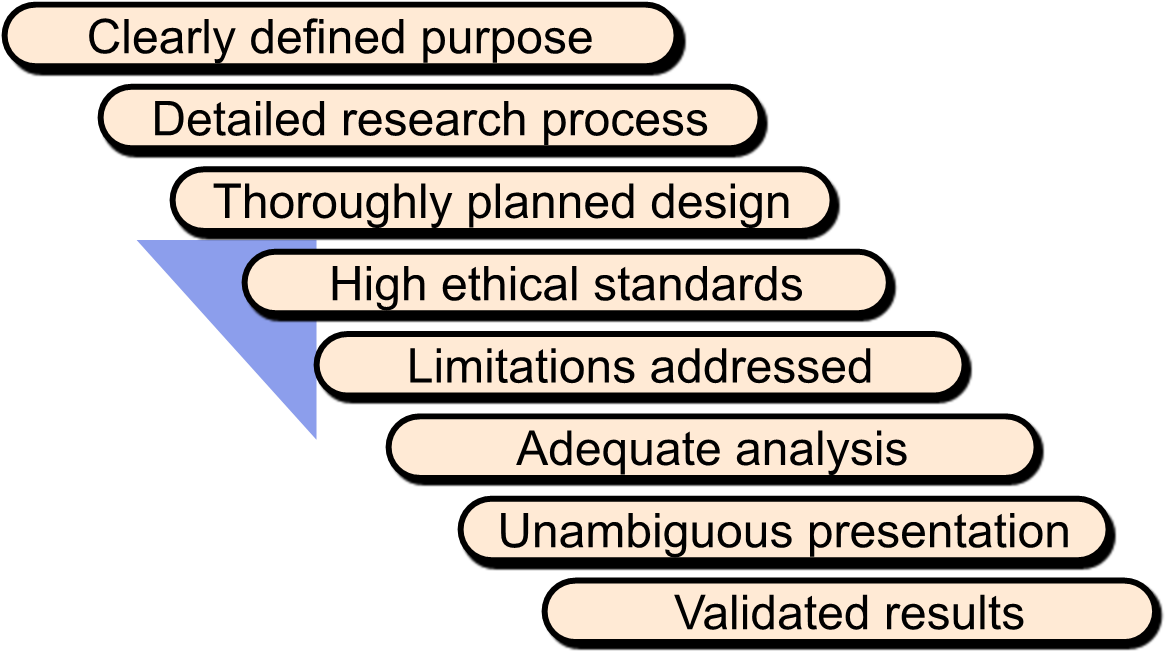 Clearly defined purpose
Detailed research process
Thoroughly planned design
High ethical standards
Limitations addressed
Adequate analysis
Unambiguous presentation
Validated results